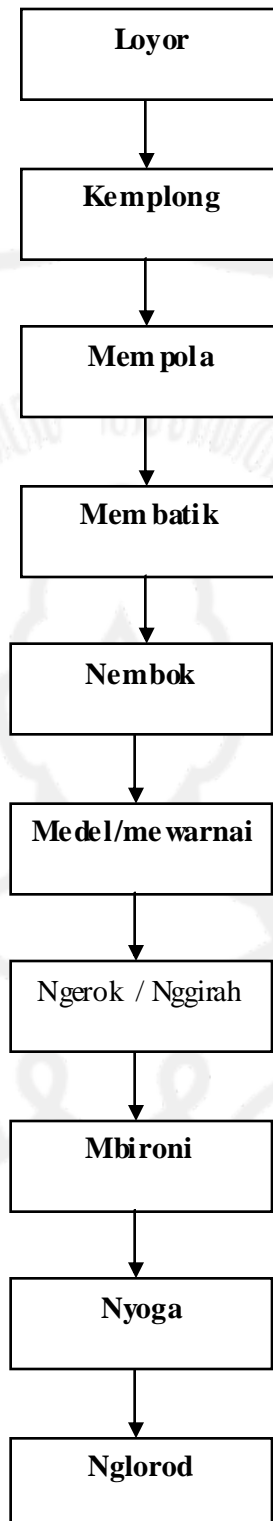 Loyor
Kemplong
Mempola
Membatik
Nembok
Medel/mewarnai
Ngerok / Nggirah
Mbironi
Nyoga
Nglorod